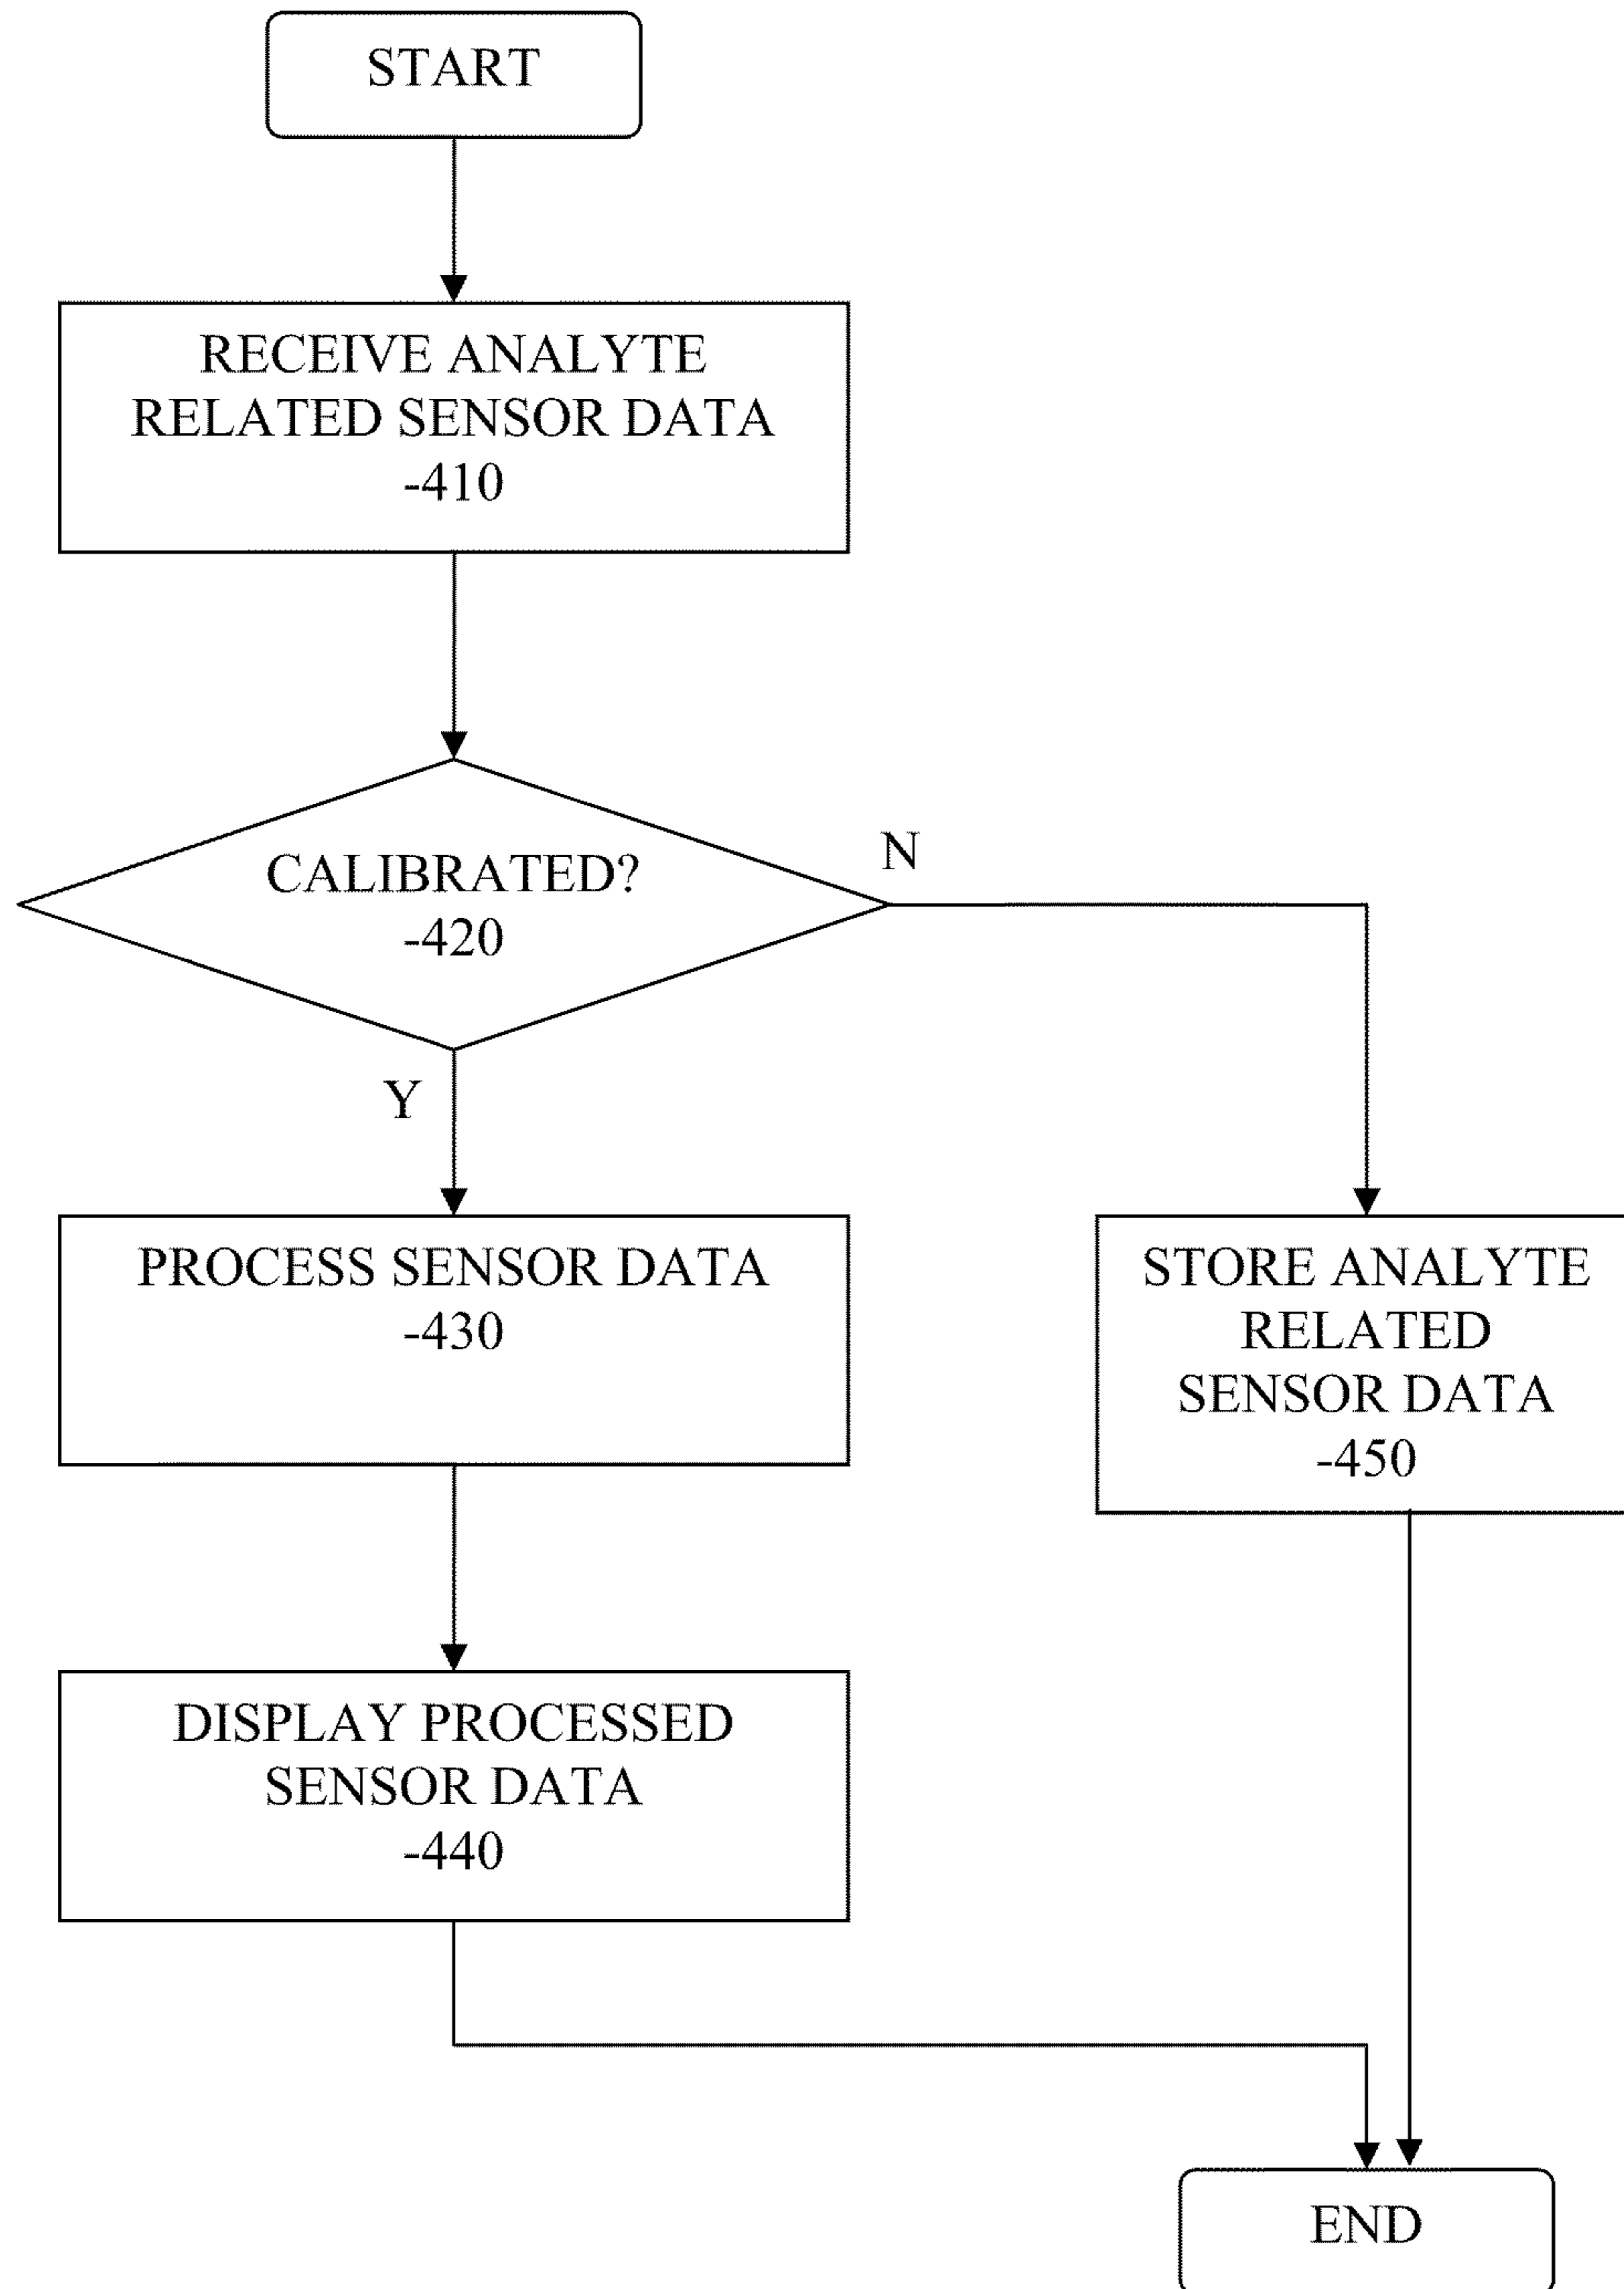 START
RECEIVE ANALYTE
RELATED SENSOR DATA
-410
CALIBRATED?
-420
N
Y
PROCESS SENSOR DATA
-430
STORE ANALYTE
RELATED
SENSOR DATA
-450
DISPLAY PROCESSED
SENSOR DATA
-440
END